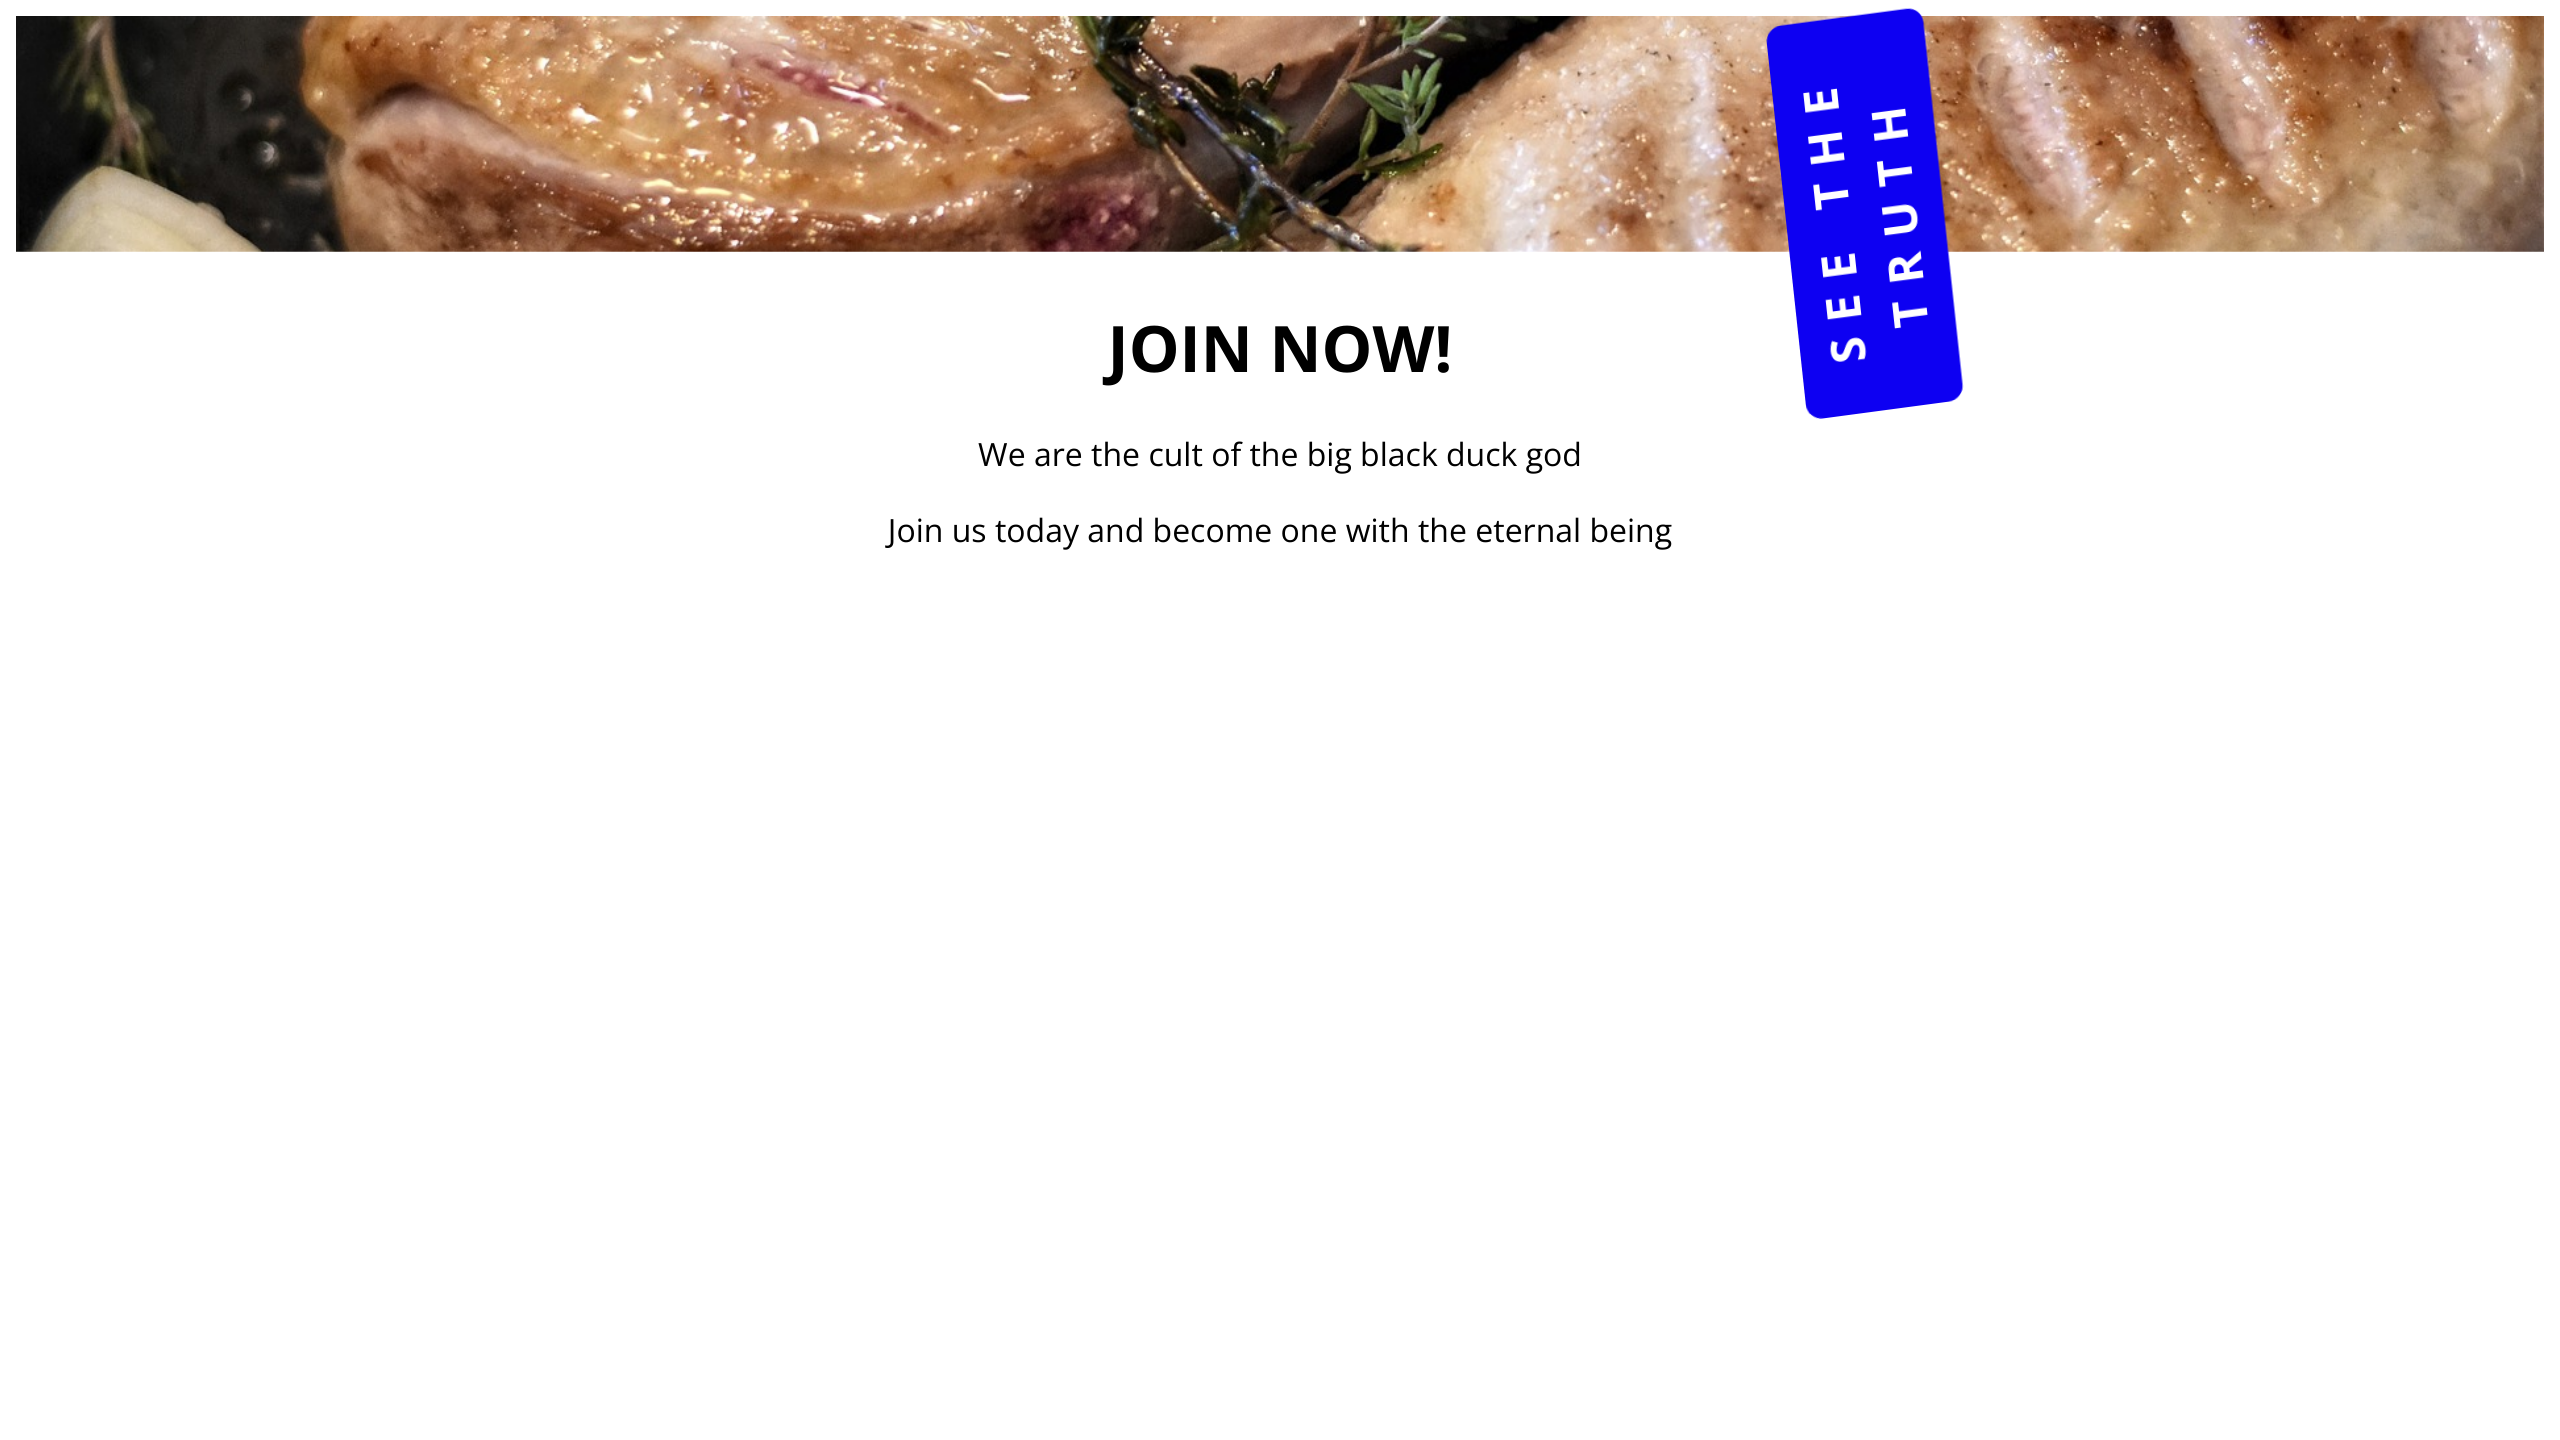 SEE THE
TRUTH
JOIN NOW!
We are the cult of the big black duck god
Join us today and become one with the eternal being